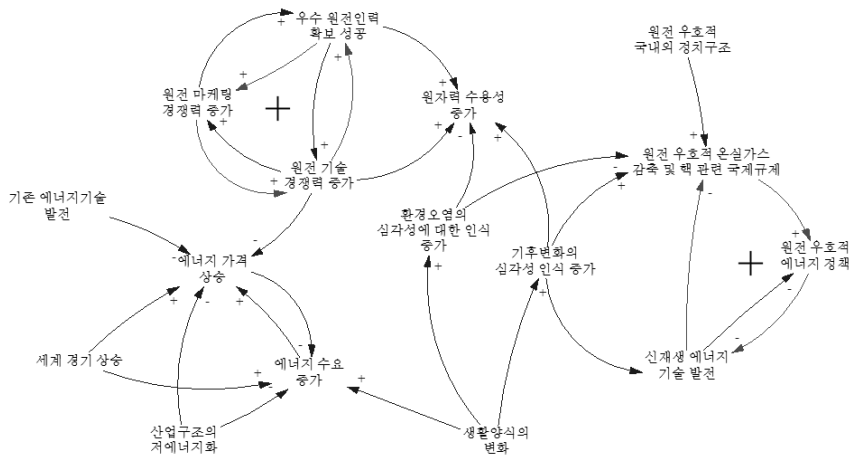 우수 원전인력
확보 성공
원전 우호적
국내외 정치구조
원전 마케팅
경쟁력 증가
원자력 수용성
증가
원전 기술
경쟁력 증가
원전 우호적 온실가스
감축 및 핵 관련 국제규제
기존 에너지기술
발전
환경오염의
심각성에 대한 인식
증가
기후변화의
심각성 인식 증가
원전 우호적
에너지 정책
에너지 가격
상승
세계 경기 상승
에너지 수요
증가
신재생 에너지
기술 발전
산업구조의
저에너지화
생활양식의
변화